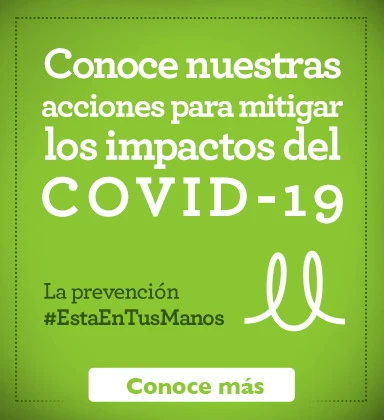 Conoce nuestras
acciones para mitigar
los impactos del
COVID-19
La prevención
#EstaEnTusManos
Conoce más